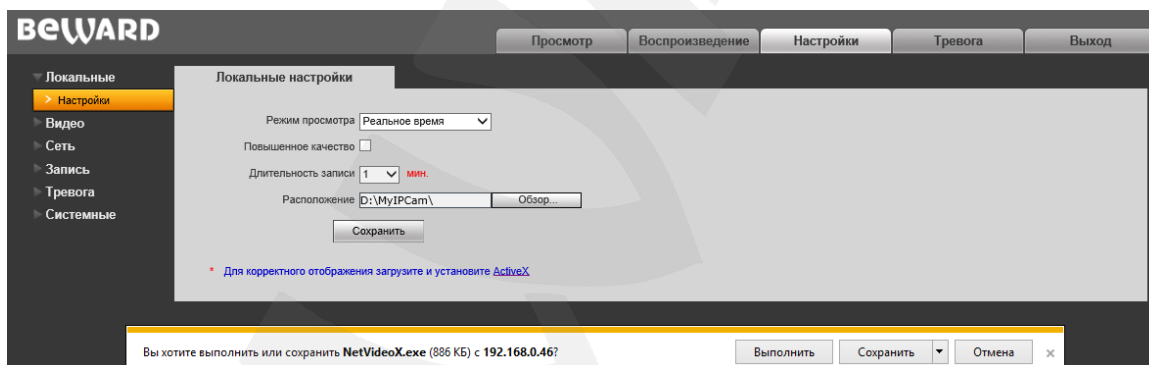 BEWARD
Просмотр Воспроизведение Настройки Тревога Выход
Локальные
> Настройки
Видео
Сеть
Запись
Тревога
Системные
Локальные настройки
Режим просмотра Реальное время
Повышенное качество
Длительность записи 1 мин.
Расположение D:\MyIPCam\ Обзор...
Сохранить
* Для корректного отображения загрузите и установите ActiveX
Вы хотите выполнить или сохранить NetVideoX.exe (886 КБ) с 192.168.0.46? Выполнить Сохранить Отмена ×